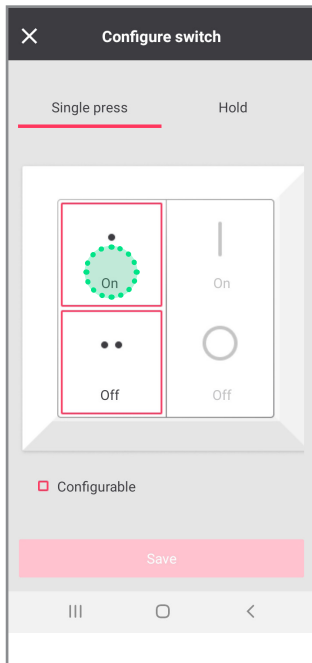 Configure switch
Single press Hold
On On
Off Off
Configurable
Save